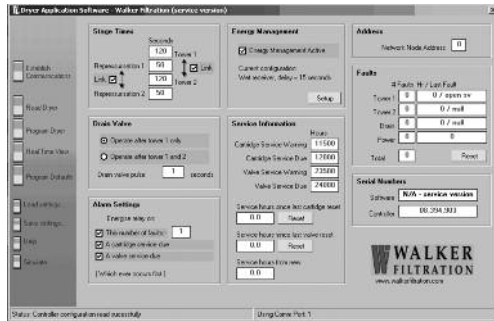 Dryer Application Software - Walker Filtration (service version)
Establish Communications
Read Dryer
Program Dryer
Real Time View
Program Defaults
Load settings...
Save settings...
Help
Stage Times
Seconds
120 Tower 1
Repressurisation 1 50
Link
Link
120 Tower 2
Repressurisation 2 50
Drain Valve
Operate after tower 1 only
Operate after tower 1 and 2
Drain valve pulse 1 seconds
Alarm Settings
Energise relay on
This number of faults: 1
A cartridge service due
A valve service due
(Which ever occurs first)
Energy Management
Energy Management Active
Current configuration:
Wet receiver, delay = 15 seconds
Setup
Service Information
Hours
Cartridge Service Warning 11500
Cartridge Service Due 12000
Valve Service Warning 23500
Valve Service Due 24000
Service hours since last cartridge reset
0.0 Reset
Service hours since last valve reset
0.0 Reset
Service hours from new
0.0
Address
Network Node Address 0
Faults
# Faults Hr / Last Fault
Tower 1 0 0 / open sv
Tower 2 0 0 / null
Drain 0 0 / null
Power 0 0
Total 0 Reset
Serial Numbers
Software N/A - service version
Controller
WALKER
FILTRATION
www.walkerfiltration.com
Status: Controller configuration read sucessfully
Using Comm Port: 1